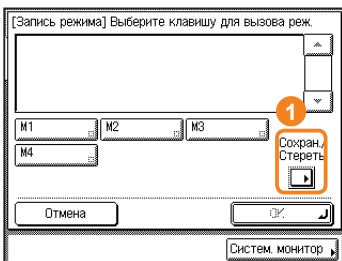 [Запись режима] Выберите клавишу для вызова реж.
1
M1 M2 M3
Сохран./
Стереть
M4
Отмена OK
Систем. монитор